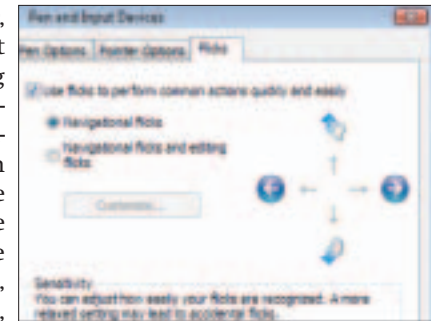 Pen and Input Devices
Pen Options Pointer Options Flicks
Use flicks to perform common actions quickly and easily
Navigational flicks
Navigational flicks and editing
flicks
Customize...
Sensitivity
You can adjust how easily your flicks are recognized. A more
relaxed setting may lead to accidental flicks.